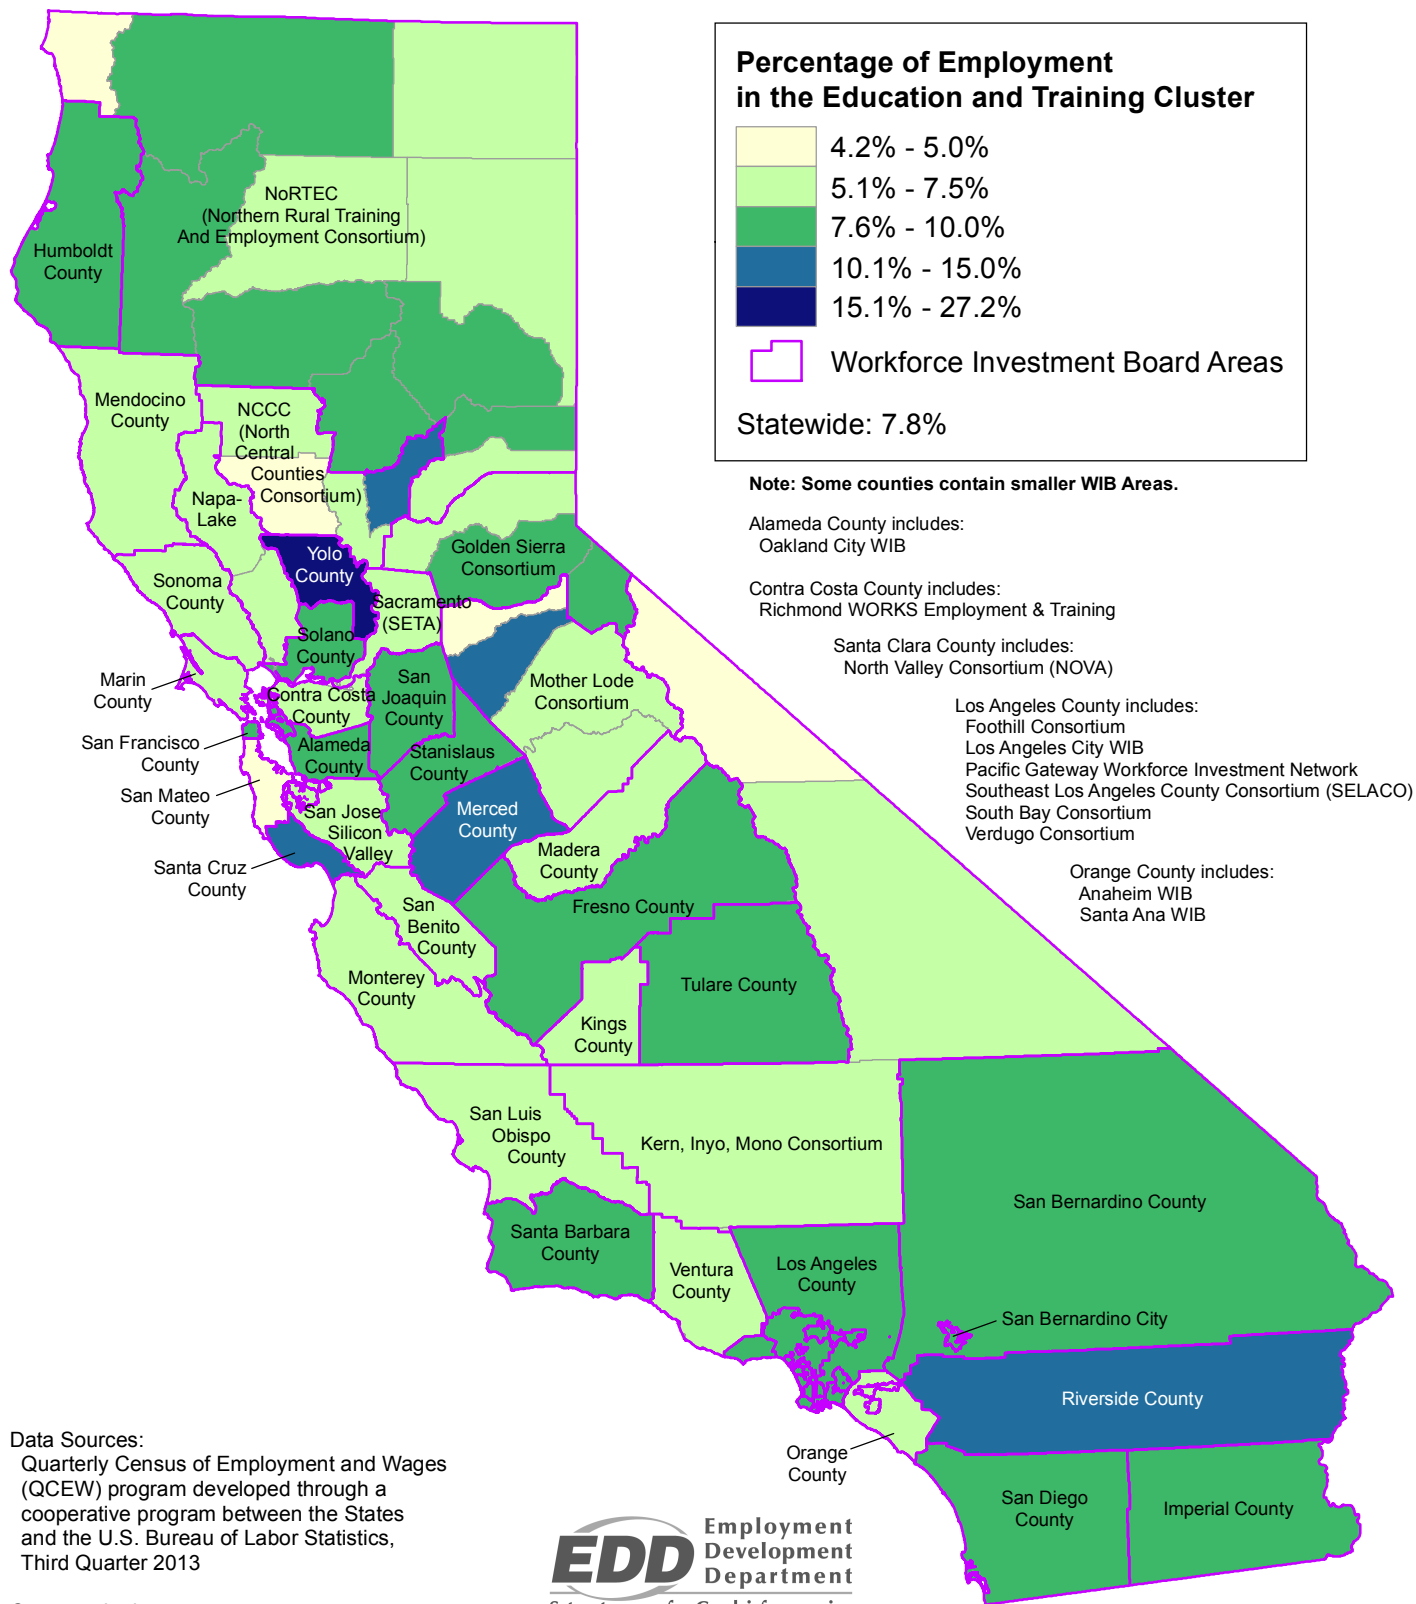 Percentage of Employment
in the Education and Training Cluster
4.2% - 5.0%
5.1% - 7.5%
7.6% - 10.0%
10.1% - 15.0%
15.1% - 27.2%
Workforce Investment Board Areas
Statewide: 7.8%
Note: Some counties contain smaller WIB Areas.
Alameda County includes:
Oakland City WIB
Contra Costa County includes:
Richmond WORKS Employment & Training
Santa Clara County includes:
North Valley Consortium (NOVA)
Los Angeles County includes:
Foothill Consortium
Los Angeles City WIB
Pacific Gateway Workforce Investment Network
Southeast Los Angeles County Consortium (SELACO)
South Bay Consortium
Verdugo Consortium
Orange County includes:
Anaheim WIB
Santa Ana WIB
NoRTEC
(Northern Rural Training
And Employment Consortium)
Humboldt
County
Mendocino
County
NCCC
(North
Central
Counties
Consortium)
Napa-
Lake
Yolo
County
Golden Sierra
Consortium
Sonoma
County
Sacramento
(SETA)
Solano
County
Marin
County
Contra Costa
County
San
Joaquin
County
Mother Lode
Consortium
San Francisco
County
Alameda
County
Stanislaus
County
San Mateo
County
San Jose
Silicon
Valley
Merced
County
Santa Cruz
County
Madera
County
San
Benito
County
Fresno County
Monterey
County
Tulare County
Kings
County
San Luis
Obispo
County
Kern, Inyo, Mono Consortium
San Bernardino County
Santa Barbara
County
Ventura
County
Los Angeles
County
San Bernardino City
Riverside County
Orange
County
San Diego
County
Imperial County
Data Sources:
Quarterly Census of Employment and Wages
(QCEW) program developed through a
cooperative program between the States
and the U.S. Bureau of Labor Statistics,
Third Quarter 2013
EDD
Employment
Development
Department